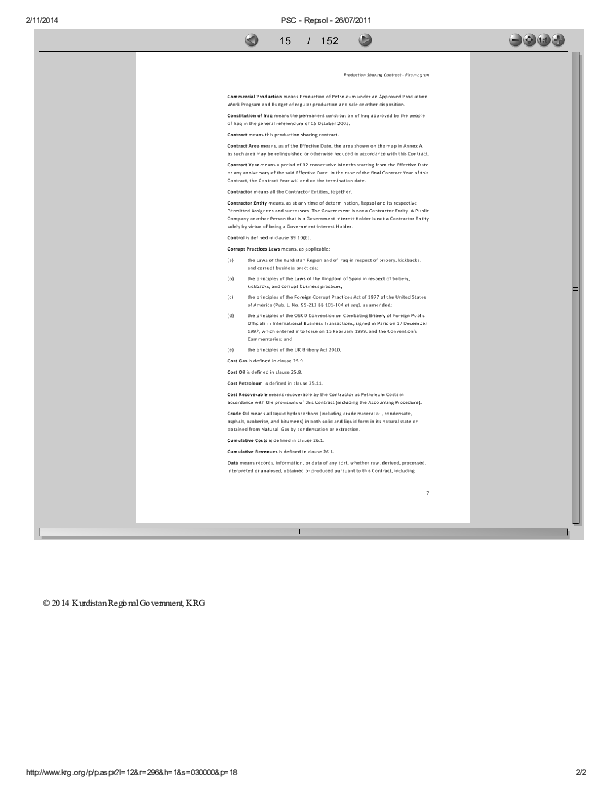 2/11/2014
PSC - Repsol - 26/07/2011
15 / 152
Production Sharing Contract -
Commercial Production means Production of Petroleum under an Approved Production
Work Program and Budget of regular production and sale or other disposition.
Constitution of Iraq means the permanent constitution of Iraq approved by the people
of Iraq in the general referendum of 15 October 2005.
Contract means this production sharing contract.
Contract Area means, as of the Effective Date, the area shown on the map in Annex A
as such area may be relinquished or otherwise reduced in accordance with this Contract.
Contract Year means a period of 12 consecutive Months starting from the Effective Date
or any anniversary of the said Effective Date. In the case of the final Contract Year of this
Contract, the Contract Year will end on the termination date.
Contractor means all the Contractor Entities, together.
Contractor Entity means, as at any time of determination, Repsol and its respective
Permitted Assignees and successors. The Government is not a Contractor Entity. A Public
Company or other Person that is a Government Interest Holder is not a Contractor Entity
solely by virtue of being a Government Interest Holder.
Control is defined in clause
Corrupt Practices Laws means, as applicable:
(a) the Laws of the Kurdistan Region and of Iraq in respect of bribery, kickbacks,
and corrupt business practices;
(b) the principles of the Laws of the Kingdom of Spain in respect of bribery,
kickbacks, and corrupt business practices;
(c) the principles of the Foreign Corrupt Practices Act of 1977 of the United States
of America (Pub. L. No. 95-213 §§ 101-104 et seq), as amended;
(d) the principles of the OECD Convention on Combating Bribery of Foreign Public
Officials in International Business Transactions, signed in Paris on 17 December
1997, which entered into force on 15 February 1999, and the Convention's
Commentaries; and
(e) the principles of the UK Bribery Act 2010.
Cost Gas is defined in clause 25.9.
Cost Oil is defined in clause 25.8.
Cost Petroleum is defined in clause 25.11.
Cost Recoverable means recoverable by the Contractor as Petroleum Costs in
accordance with the provisions of this Contract (including the Accounting Procedure).
Crude Oil means all liquid hydrocarbons (including crude mineral oil, condensate,
asphalt, ozokerite, and bitumens) in both solid and liquid form in its natural state or
obtained from Natural Gas by condensation or extraction.
Cumulative Costs is defined in clause 26.1.
Cumulative Revenues is defined in clause 26.1.
Data means records, information, or data of any sort, whether raw, derived, processed,
interpreted or analysed, obtained or produced pursuant to this Contract, including
7
© 2014 Kurdistan Regional Government, KRG
http://www.krg.org/p/p.aspx?l=12&r=296&h=1&s=030000&p=18
2/2